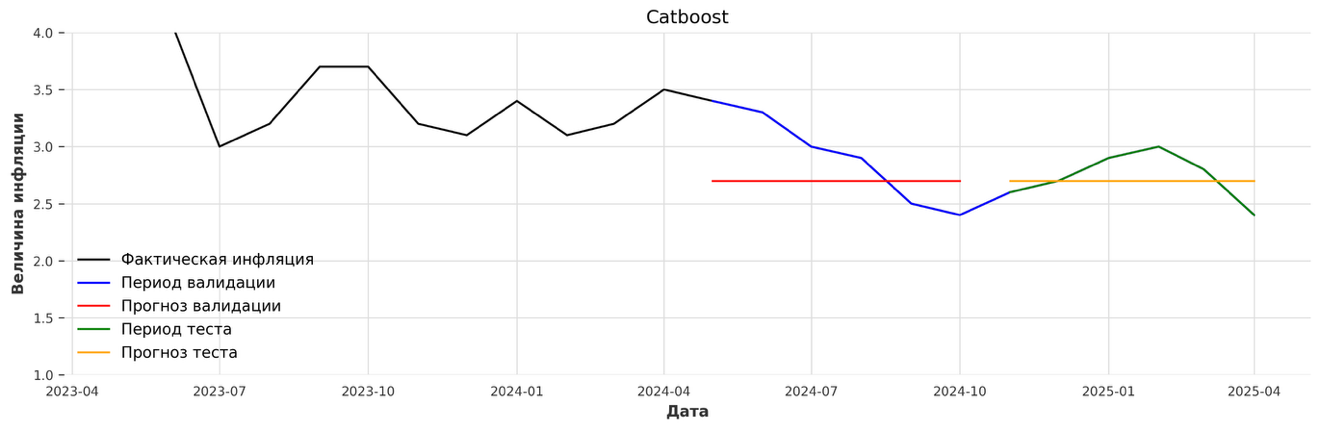 Catboost
Величина инфляции
4.0
3.5
3.0
2.5
2.0
1.5
1.0
Фактическая инфляция
Период валидации
Прогноз валидации
Период теста
Прогноз теста
2023-04 2023-07 2023-10 2024-01 2024-04 2024-07 2024-10 2025-01 2025-04
Дата